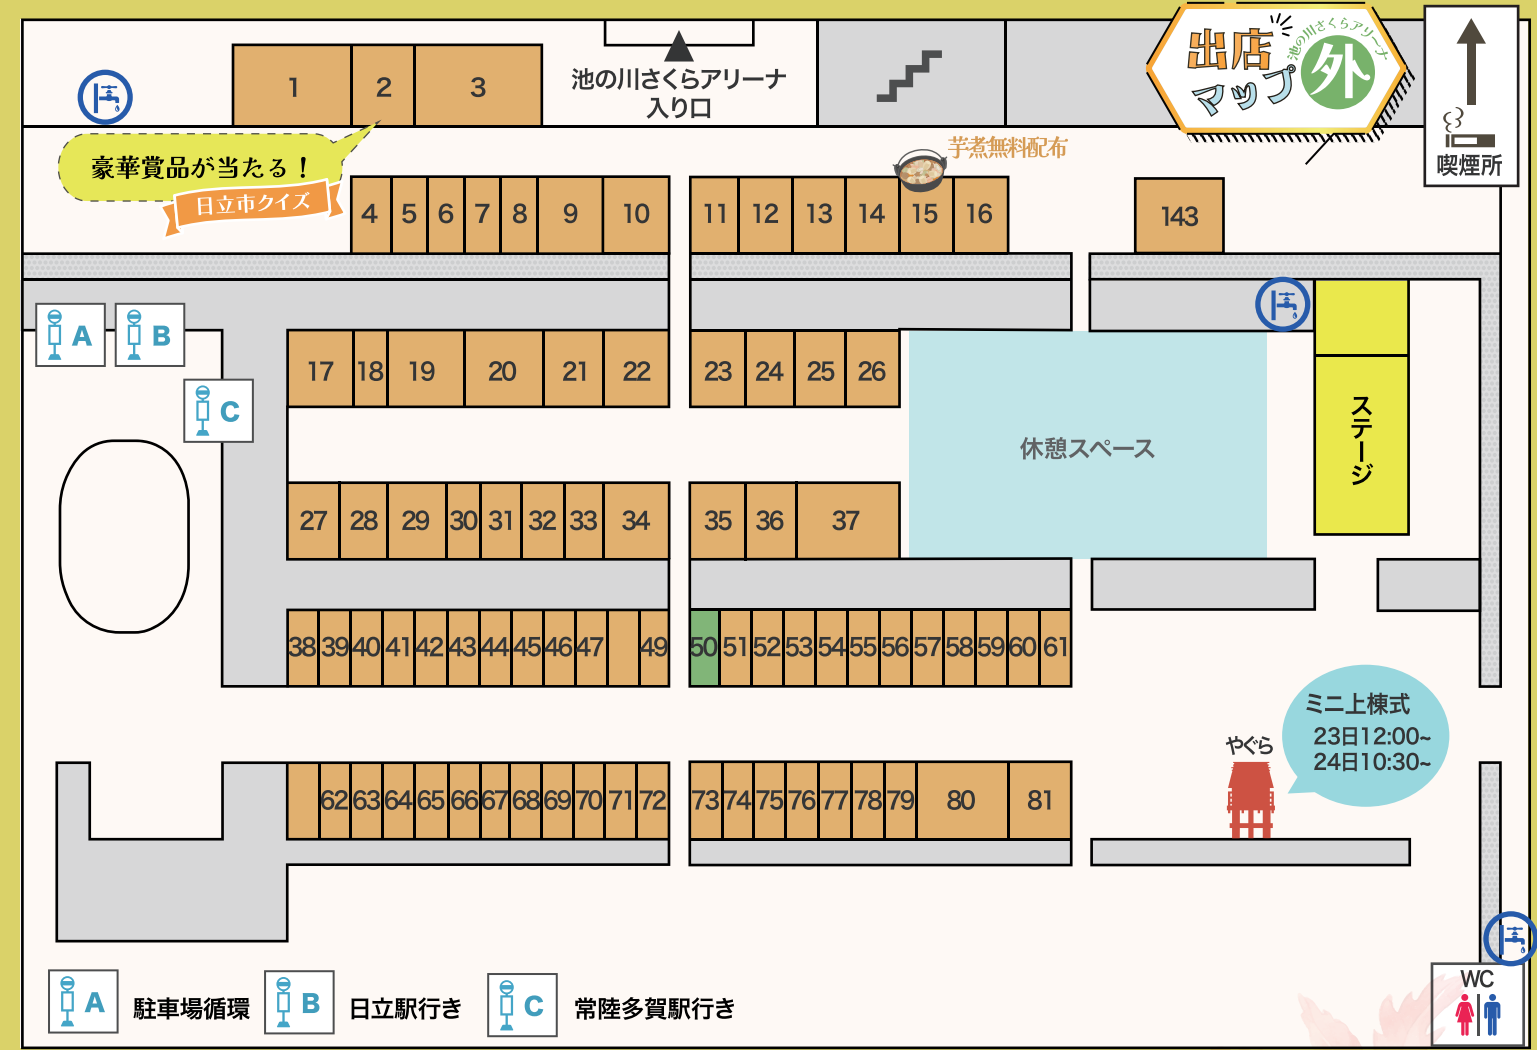 1 2 3
池の川さくらアリーナ
入り口
出店
マップ
外
池の川さくらアリーナ
喫煙所
豪華賞品が当たる！
日立市クイズ
芋煮無料配布
4 5 6 7 8 9 10
11 12 13 14 15 16
143
A B
C
17 18 19 20 21 22
23 24 25 26
休憩スペース
ステージ
27 28 29 30 31 32 33 34
35 36 37
38 39 40 41 42 43 44 45 46 47 49
50 51 52 53 54 55 56 57 58 59 60 61
ミニ上棟式
23日12:00~
24日10:30~
やぐら
62 63 64 65 66 67 68 69 70 71 72
73 74 75 76 77 78 79 80 81
A 駐車場循環
B 日立駅行き
C 常陸多賀駅行き
WC